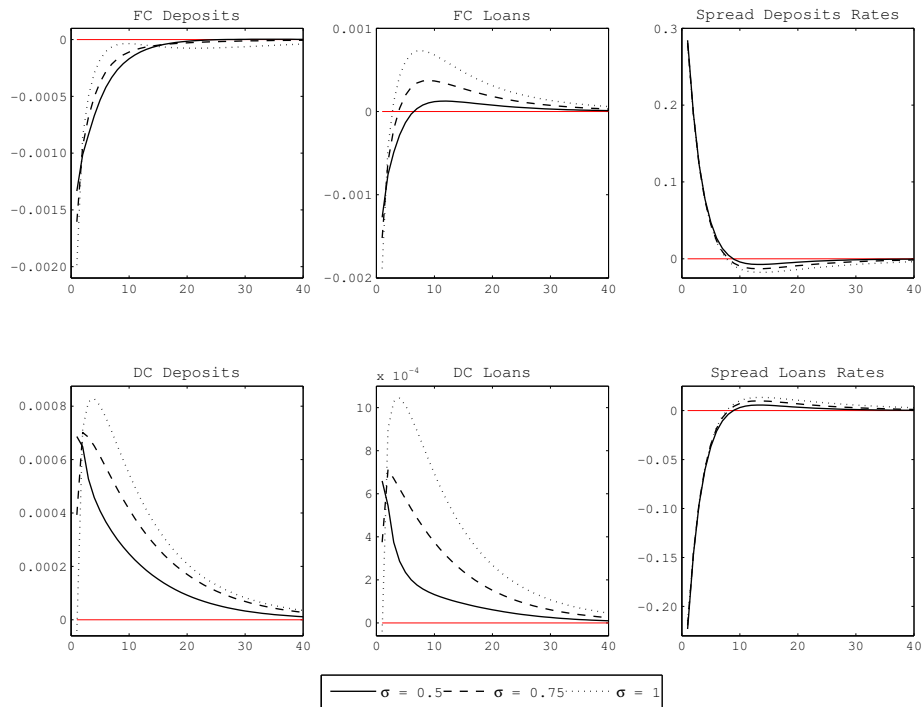 FC Deposits
FC Loans
Spread Deposits Rates
0
−0.0005
−0.0010
−0.0015
−0.0020
0 10 20 30 40
0.001
0
−0.001
−0.002
0 10 20 30 40
0.3
0.2
0.1
0
0 10 20 30 40
DC Deposits
DC Loans
Spread Loans Rates
0.0008
0.0006
0.0004
0.0002
0
0 10 20 30 40
x 10⁻⁴
10
8
6
4
2
0
0 10 20 30 40
0
−0.05
−0.10
−0.15
−0.20
0 10 20 30 40
σ = 0.5 σ = 0.75 σ = 1